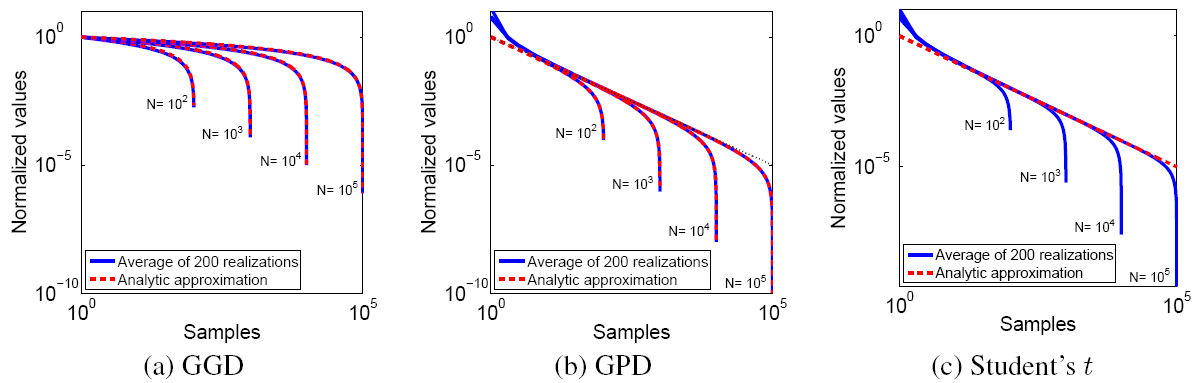 Normalized values
10^0
10^-5
10^-10
N= 10^2
N= 10^3
N= 10^4
N= 10^5
Average of 200 realizations
Analytic approximation
10^0
10^5
Samples
(a) GGD
Normalized values
10^0
10^-5
10^-10
N= 10^2
N= 10^3
N= 10^4
N= 10^5
Average of 200 realizations
Analytic approximation
10^0
10^5
Samples
(b) GPD
Normalized values
10^0
10^-5
N= 10^2
N= 10^3
N= 10^4
N= 10^5
Average of 200 realizations
Analytic approximation
10^0
10^5
Samples
(c) Student's t